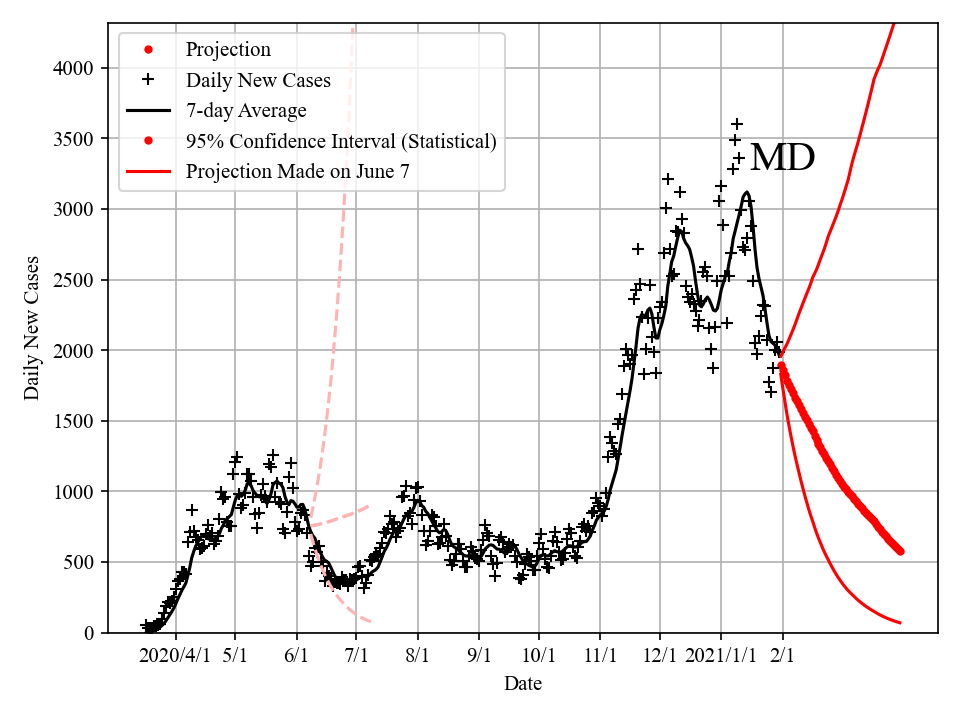 Projection
Daily New Cases
7-day Average
95% Confidence Interval (Statistical)
Projection Made on June 7
MD
Daily New Cases
4000
3500
3000
2500
2000
1500
1000
500
0
2020/4/1 5/1 6/1 7/1 8/1 9/1 10/1 11/1 12/1 2021/1/1 2/1
Date